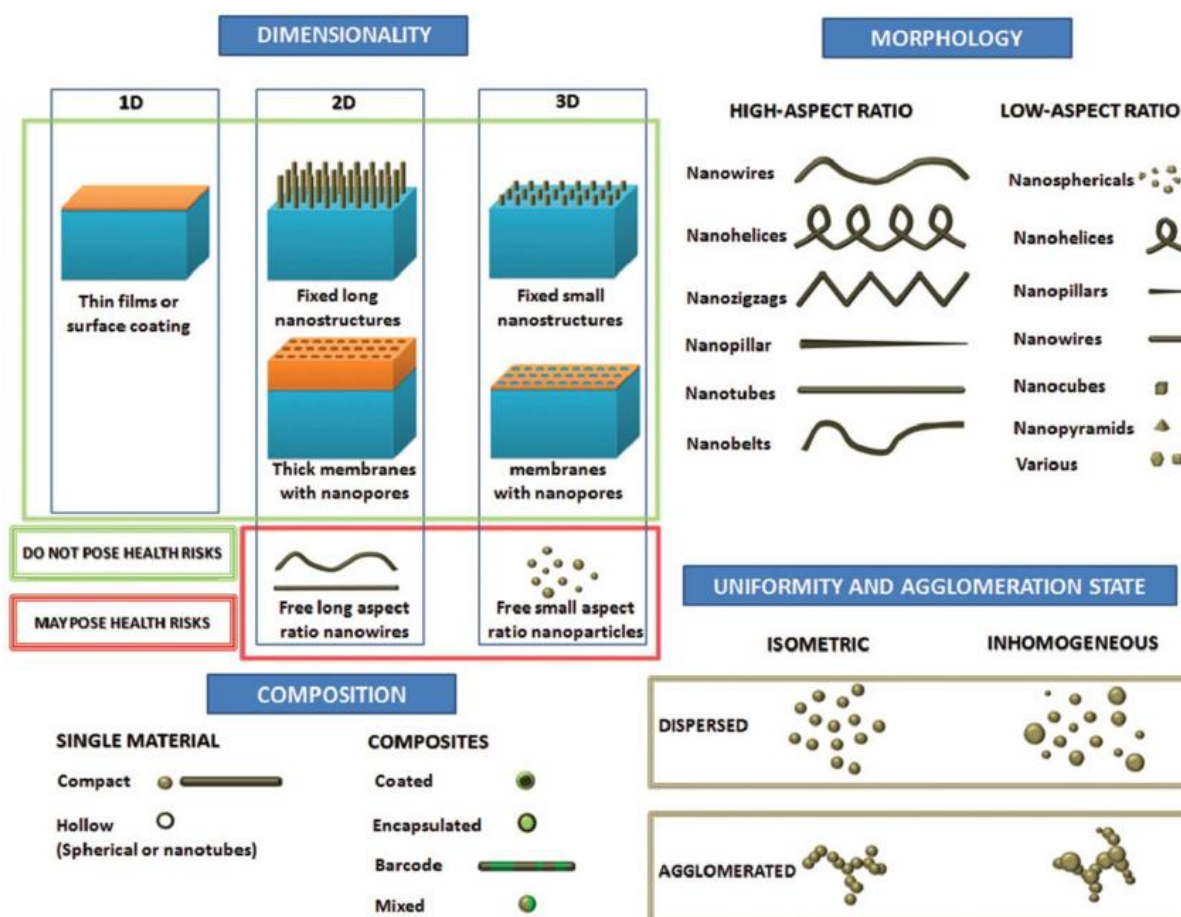 DIMENSIONALITY
1D
2D
3D
Thin films or
surface coating
Fixed long
nanostructures
Fixed small
nanostructures
Thick membranes
with nanopores
membranes
with nanopores
DO NOT POSE HEALTH RISKS
MAY POSE HEALTH RISKS
Free long aspect
ratio nanowires
Free small aspect
ratio nanoparticles
MORPHOLOGY
HIGH-ASPECT RATIO
Nanowires
Nanohelices
Nanozigzags
Nanopillar
Nanotubes
Nanobelts
LOW-ASPECT RATIO
Nanosphericals
Nanohelices
Nanopillars
Nanowires
Nanocubes
Nanopyramids
Various
COMPOSITION
SINGLE MATERIAL
Compact
Hollow
(Spherical or nanotubes)
COMPOSITES
Coated
Encapsulated
Barcode
Mixed
UNIFORMITY AND AGGLOMERATION STATE
ISOMETRIC
INHOMOGENEOUS
DISPERSED
AGGLOMERATED